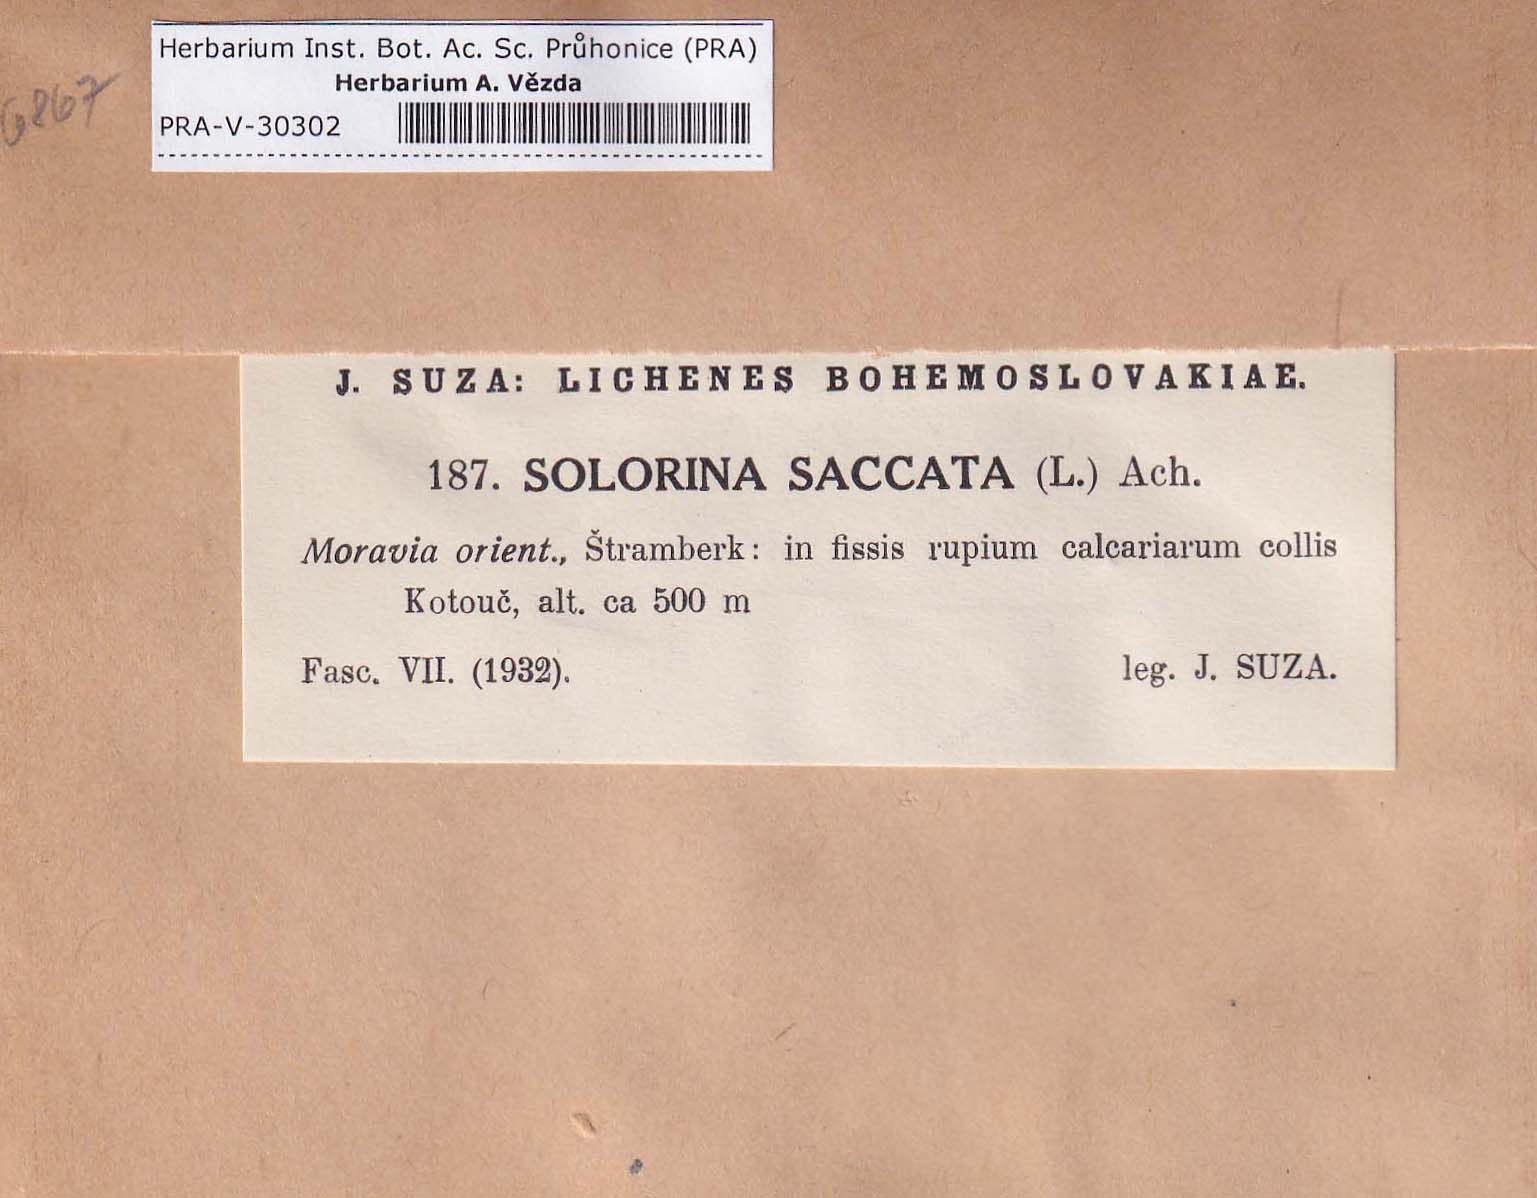 Herbarium Inst. Bot. Ac. Sc. Průhonice (PRA)
Herbarium A. Vězda
PRA-V-30302
6867
J. SUZA: LICHENES BOHEMOSLOVAKIAE.
187. SOLORINA SACCATA (L.) Ach.
Moravia orient., Štramberk: in fissis rupium calcariarum collis
Kotouč, alt. ca 500 m
Fasc. VII. (1932).
leg. J. SUZA.